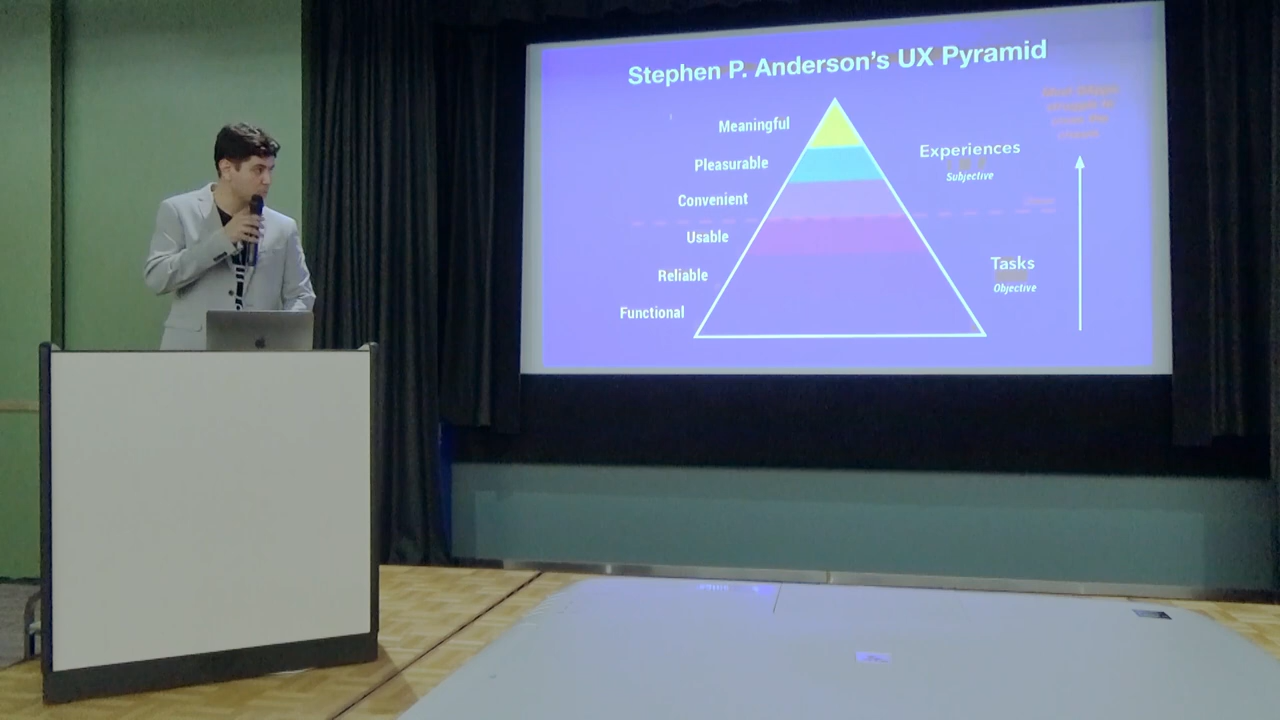 Stephen P. Anderson's UX Pyramid
Meaningful
Pleasurable
Convenient
Usable
Reliable
Functional
Experiences
Subjective
Tasks
Objective